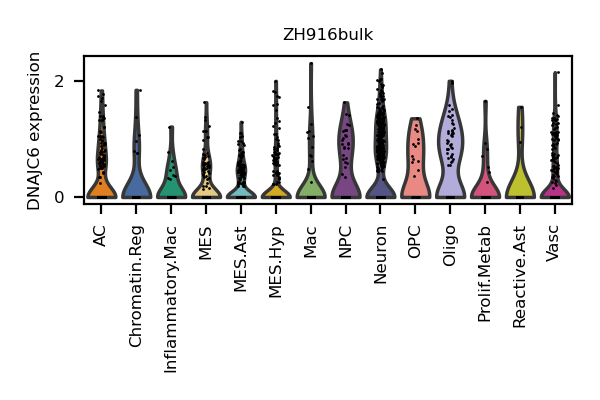 ZH916bulk
DNAJC6 expression
2
0
AC
Chromatin.Reg
Inflammatory.Mac
MES
MES.Ast
MES.Hyp
Mac
NPC
Neuron
OPC
Oligo
Prolif.Metab
Reactive.Ast
Vasc